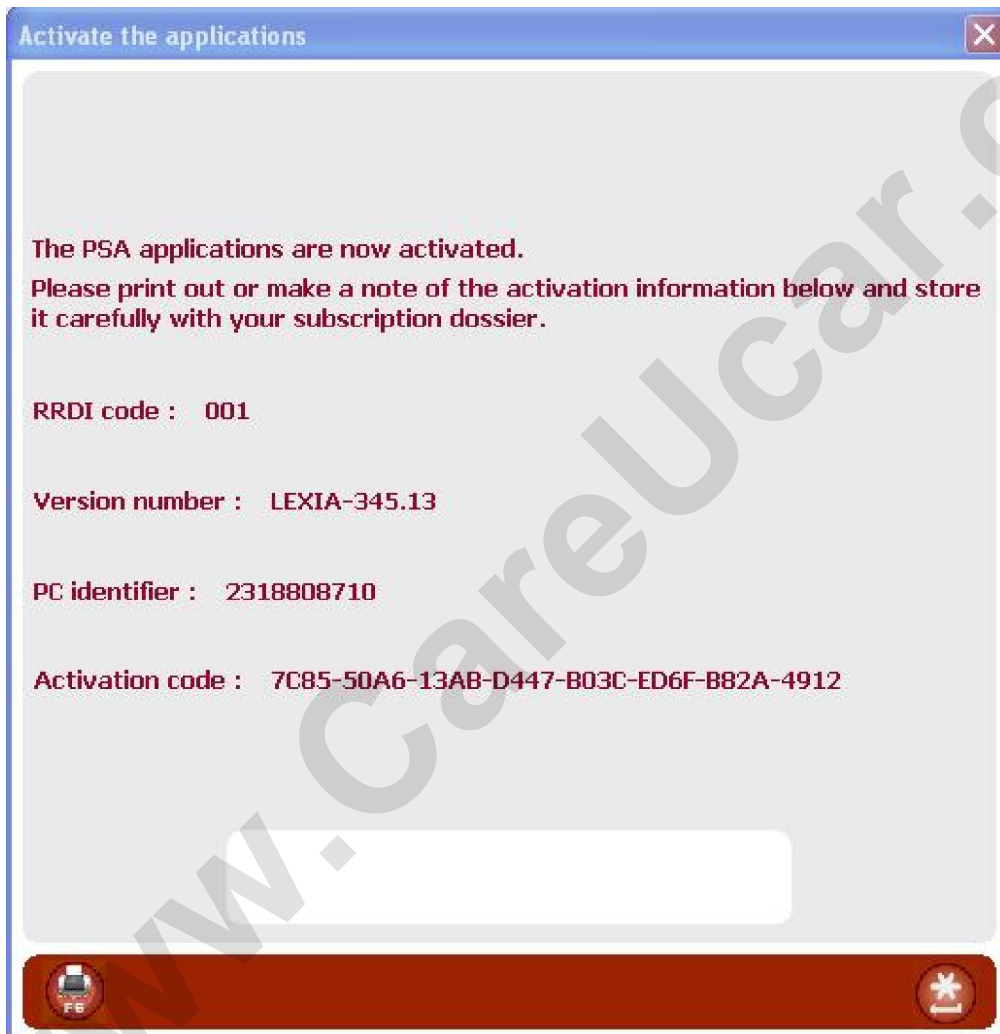 Activate the applications
The PSA applications are now activated.
Please print out or make a note of the activation information below and store
it carefully with your subscription dossier.
RRDI code : 001
Version number : LEXIA-345.13
PC identifier : 2318808710
Activation code : 7C85-50A6-13AB-D447-B03C-ED6F-B82A-4912
F6
www.CareUcar.c